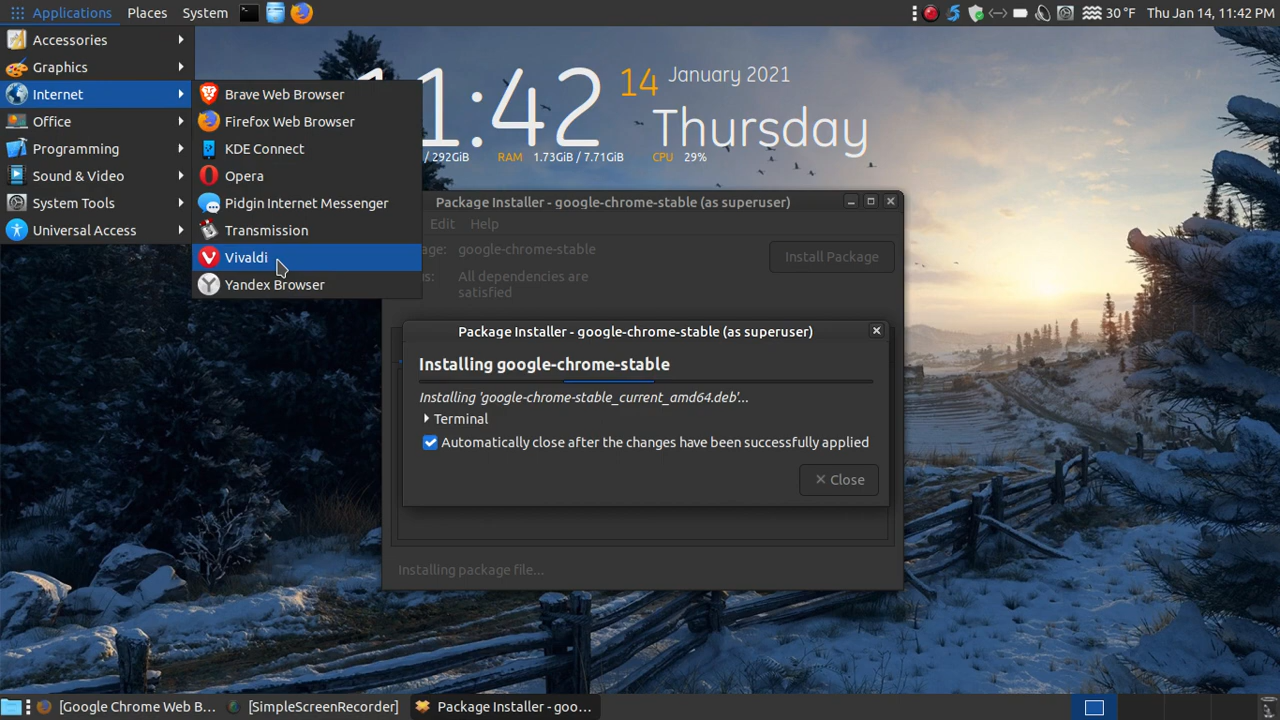 Applications Places System 30 °F Thu Jan 14, 11:42 PM
Accessories
Graphics
Internet
Office
Programming
Sound & Video
System Tools
Universal Access
Brave Web Browser
Firefox Web Browser
KDE Connect
Opera
Pidgin Internet Messenger
Transmission
Vivaldi
Yandex Browser
1:42 14 January 2021
Thursday
/ 292GiB RAM 1.73GiB / 7.71GiB CPU 29%
Package Installer - google-chrome-stable (as superuser)
Edit Help
google-chrome-stable
Install Package
All dependencies are
satisfied
Package Installer - google-chrome-stable (as superuser)
Installing google-chrome-stable
Installing 'google-chrome-stable_current_amd64.deb'...
Terminal
Automatically close after the changes have been successfully applied
Close
Installing package file...
[Google Chrome Web B... [SimpleScreenRecorder] Package Installer - goo...